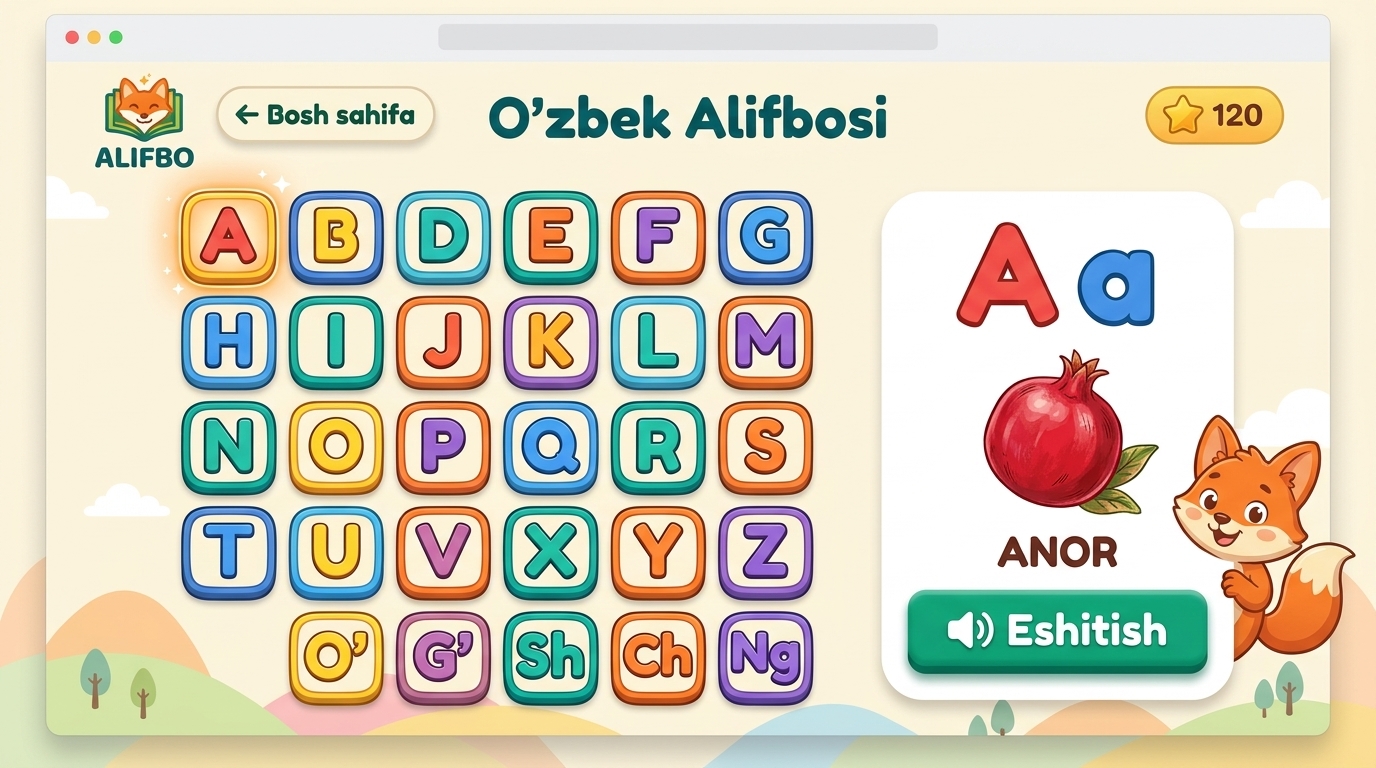 ALIFBO
← Bosh sahifa
O’zbek Alifbosi
120
A B D E F G
H I J K L M
N O P Q R S
T U V X Y Z
O’ G’ Sh Ch Ng
A a
ANOR
Eshitish